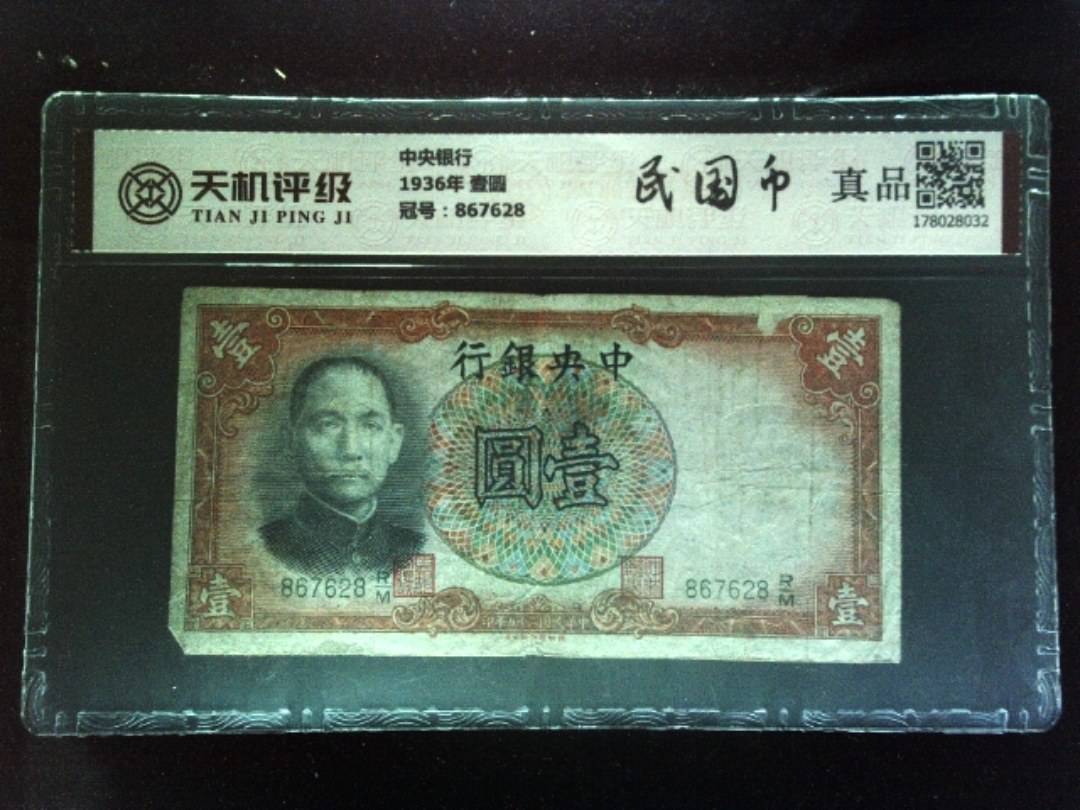 天机评级
TIAN JI PING JI
中央银行
1936年 壹圆
冠号：867628
民国币
真品
178028032
壹
壹
行銀央中
圓壹
867628 R/M
867628 R/M
壹
壹